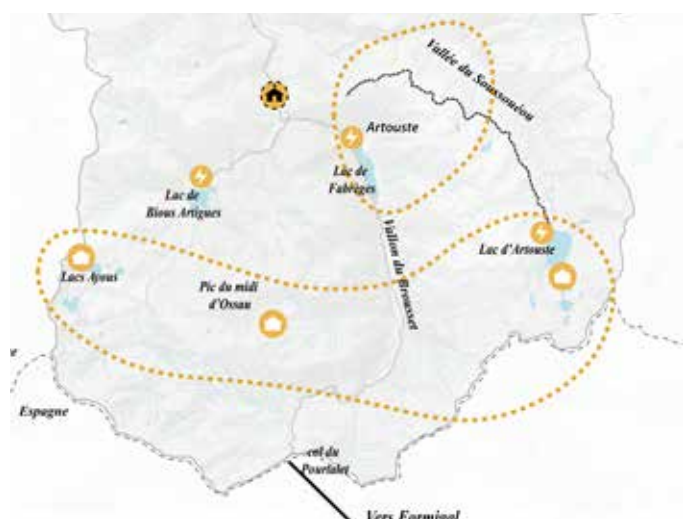 Vallée du Soussouéou
Artouste
Lac de
Fabrèges
Lac de
Bious Artigues
Vallon du Brousset
Lac d'Artouste
Lacs Ayous
Pic du midi
d'Ossau
Espagne
col du
Pourtalet
Vers Formigal